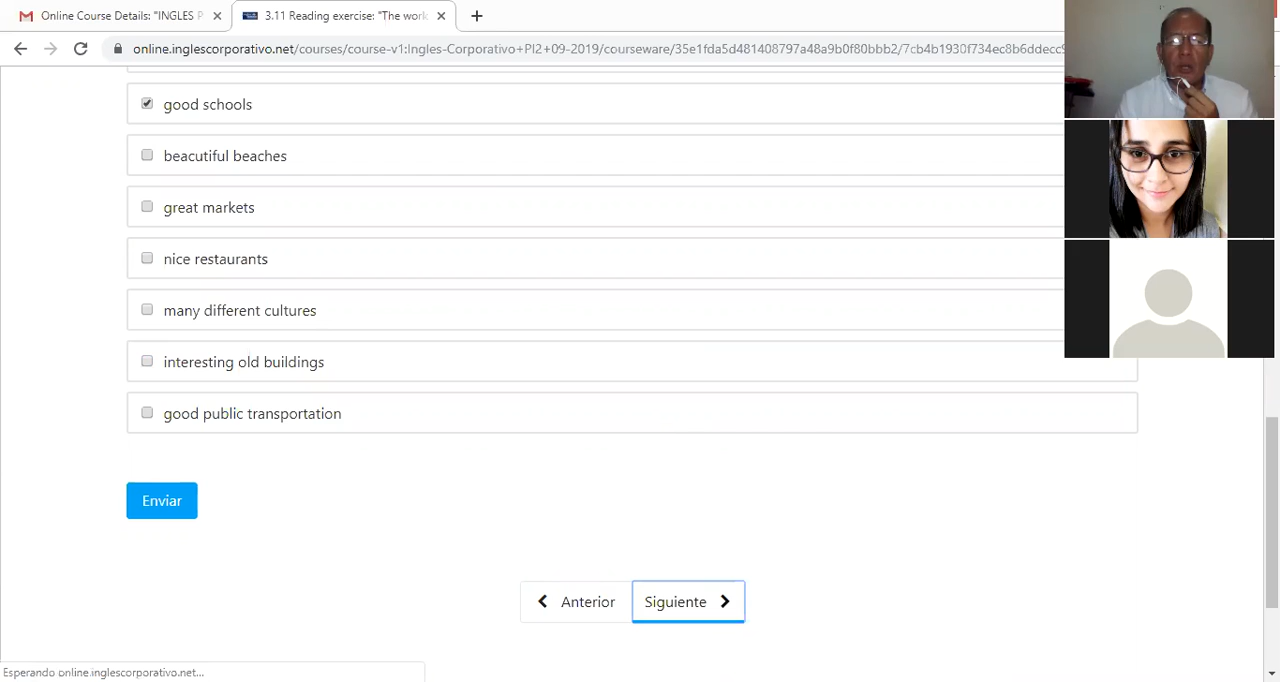 Online Course Details: "INGLES P
3.11 Reading exercise: "The work
online.inglescorporativo.net/courses/course-v1:Ingles-Corporativo+PI2+09-2019/courseware/35e1fda5d481408797a48a9b0f80bbb2/7cb4b1930f734ec8b6ddecc9
good schools
beacutiful beaches
great markets
nice restaurants
many different cultures
interesting old buildings
good public transportation
Enviar
Anterior Siguiente
Esperando online.inglescorporativo.net...